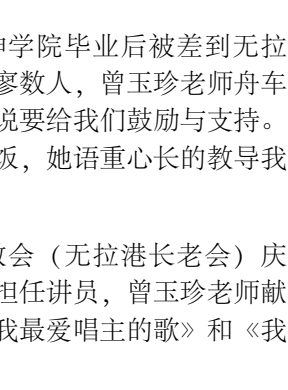 神学院毕业后被差到无拉
廖数人，曾玉珍老师舟车
说要给我们鼓励与支持。
饭，她语重心长的教导我
教会（无拉港长老会）庆
担任讲员，曾玉珍老师献
我最爱唱主的歌》和《我